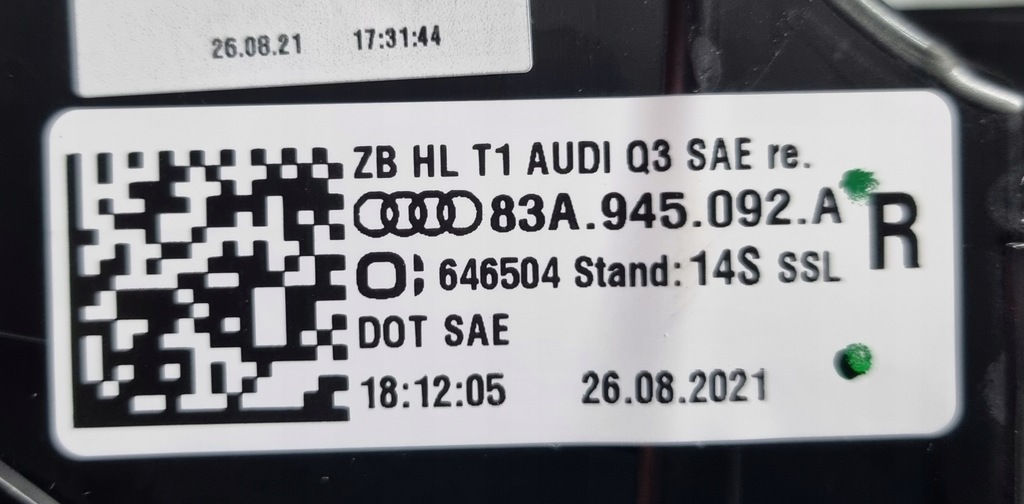 26.08.21 17:31:44
ZB HL T1 AUDI Q3 SAE re.
83A.945.092.A R
O; 646504 Stand: 14S SSL
DOT SAE
18:12:05 26.08.2021